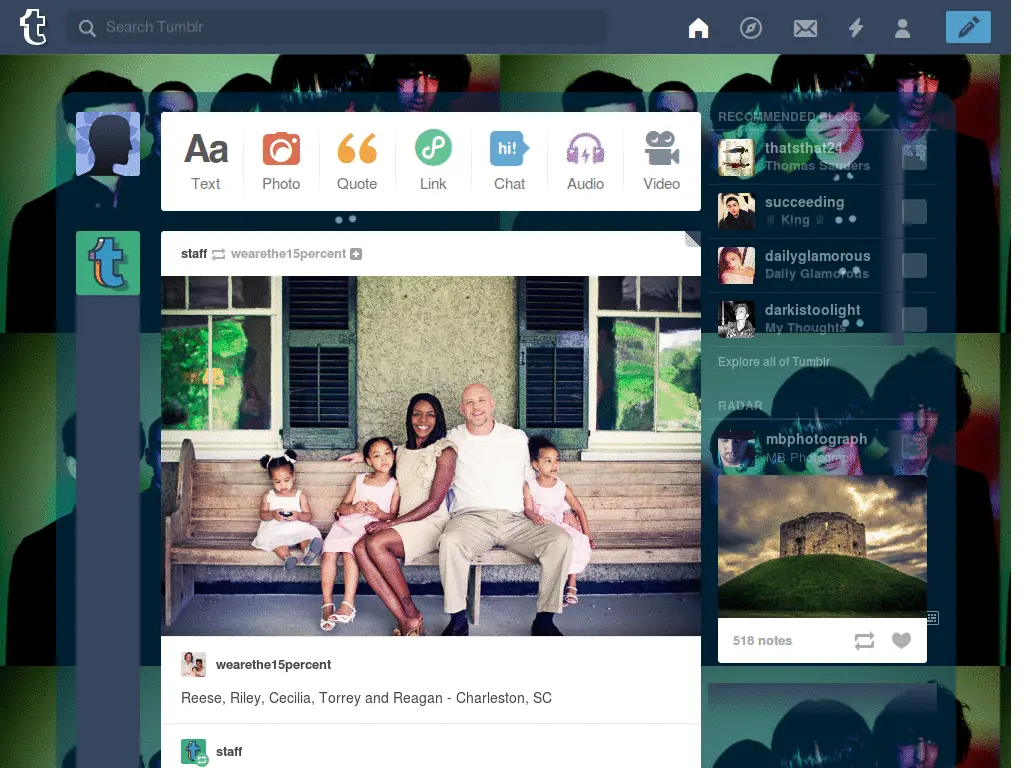 Search Tumblr
Aa
Text
Photo
Quote
Link
hi!
Chat
Audio
Video
staff wearethe15percent
wearethe15percent
Reese, Riley, Cecilia, Torrey and Reagan - Charleston, SC
staff
RECOMMENDED BLOGS
thatsthat24
Thomas Sanders
succeeding
♕ King ♕
dailyglamorous
Daily Glamorous
darkistoolight
My Thoughts
Explore all of Tumblr
RADAR
mbphotograph
MB Photograph
518 notes